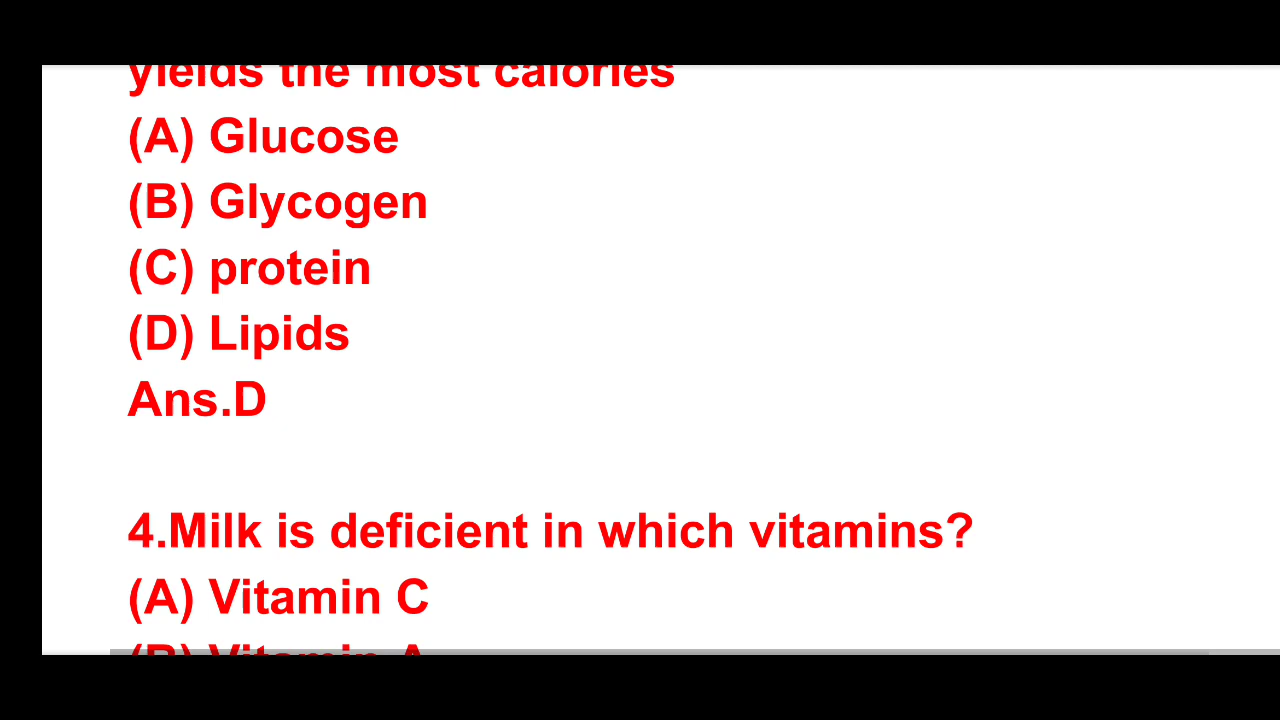 yields the most calories
(A) Glucose
(B) Glycogen
(C) protein
(D) Lipids
Ans.D
4.Milk is deficient in which vitamins?
(A) Vitamin C
(B) Vitamin A